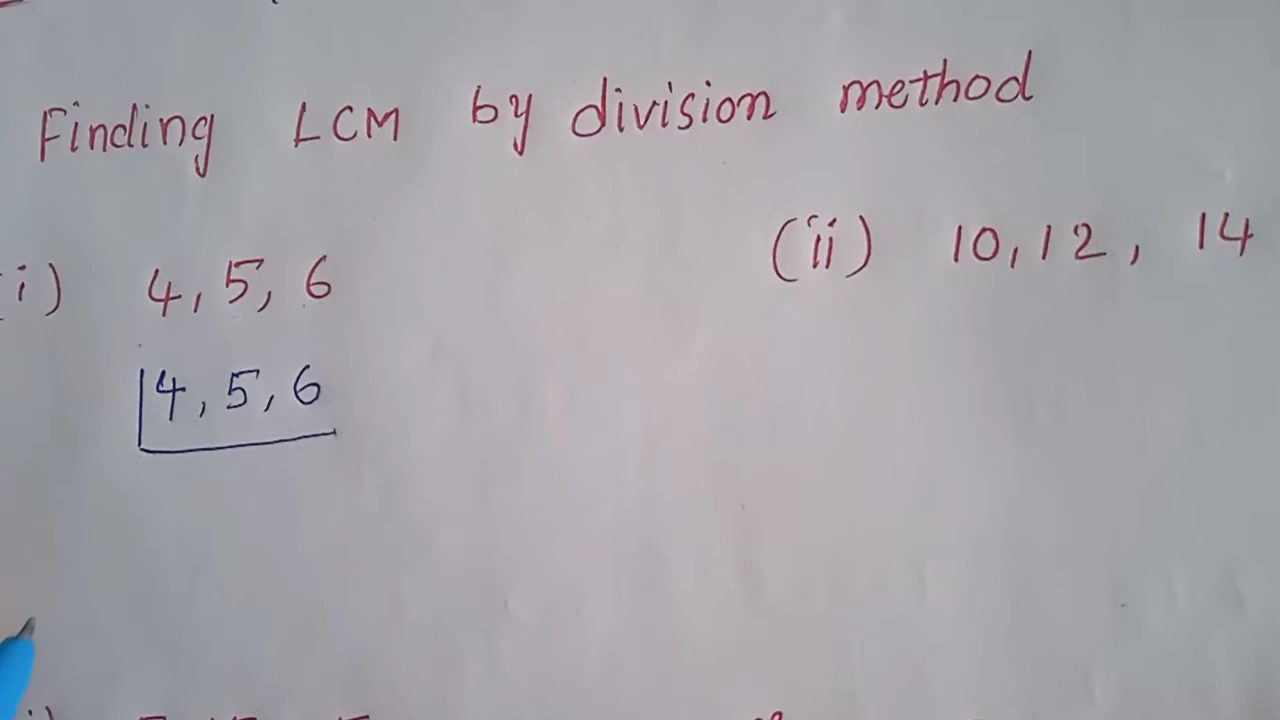 Finding LCM by division method
i) 4, 5, 6
(ii) 10, 12, 14
4, 5, 6